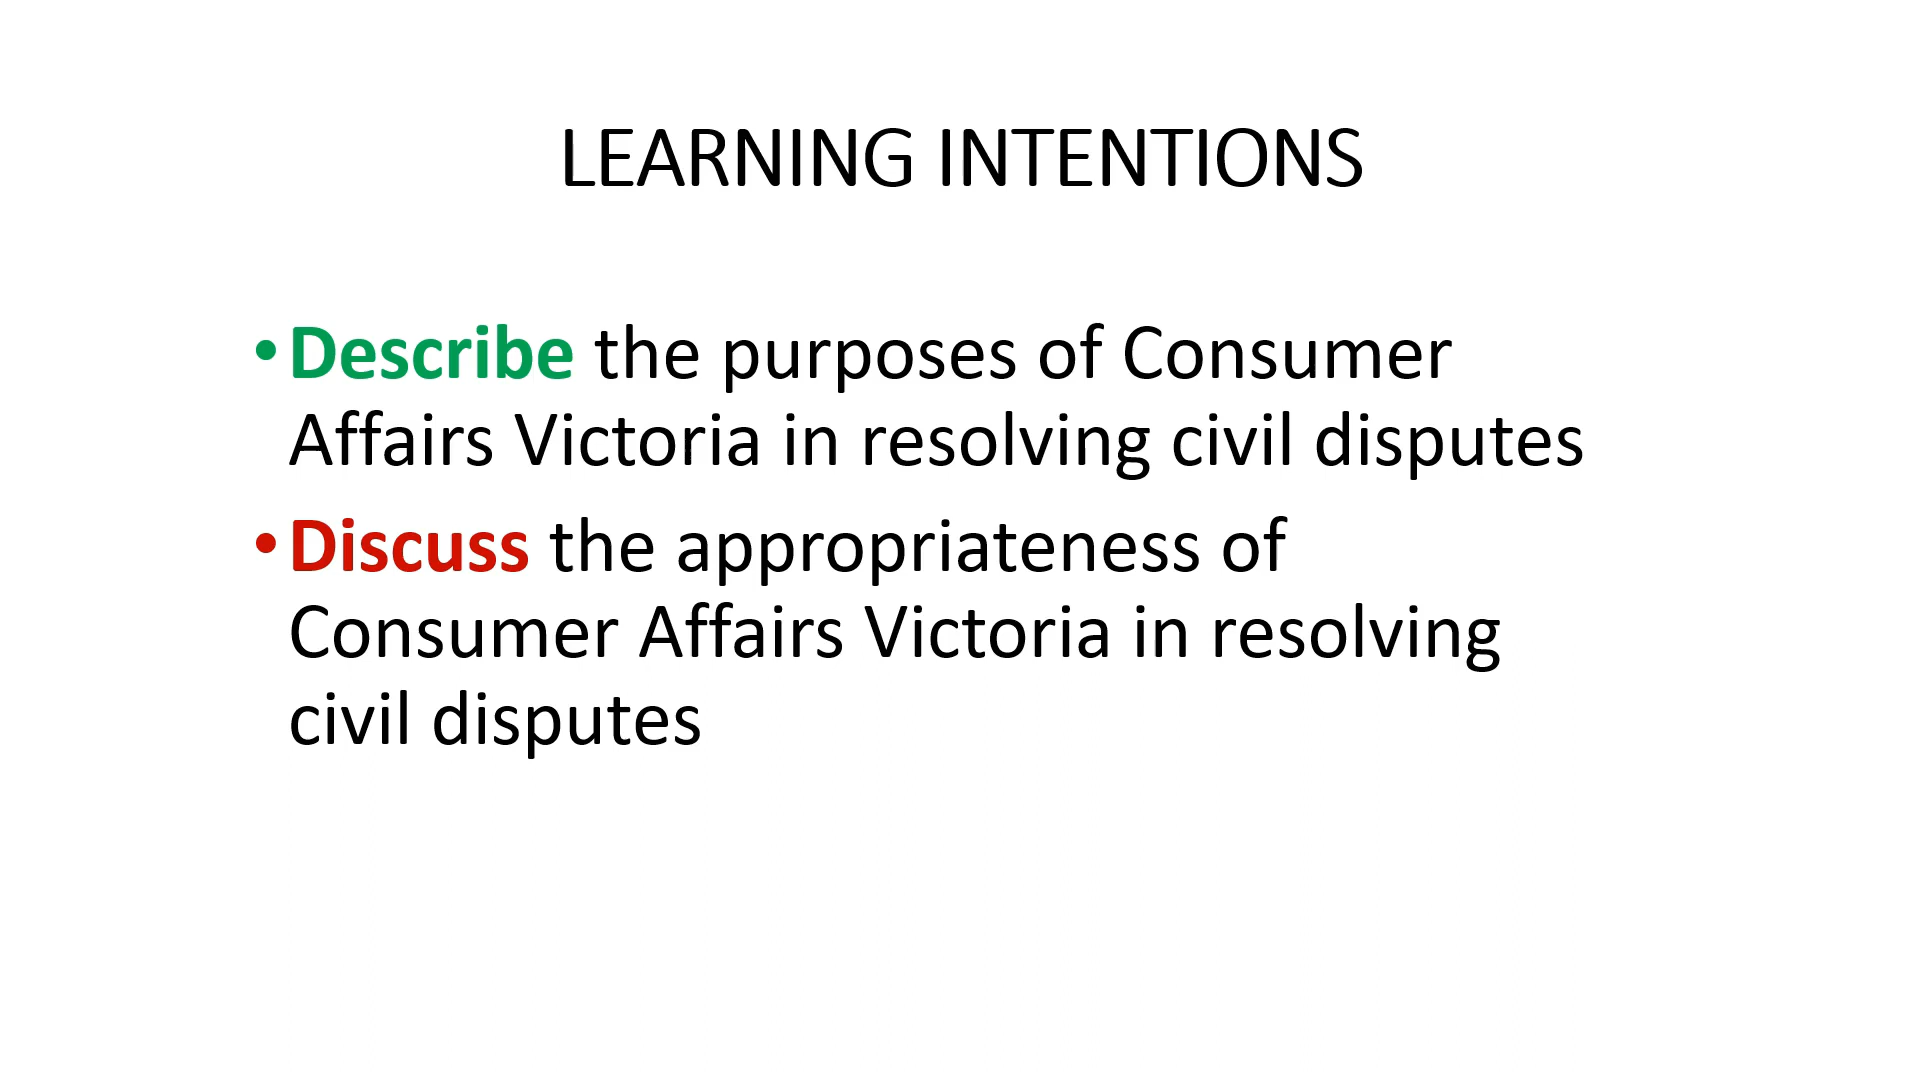 LEARNING INTENTIONS
•Describe the purposes of Consumer
Affairs Victoria in resolving civil disputes
•Discuss the appropriateness of
Consumer Affairs Victoria in resolving
civil disputes